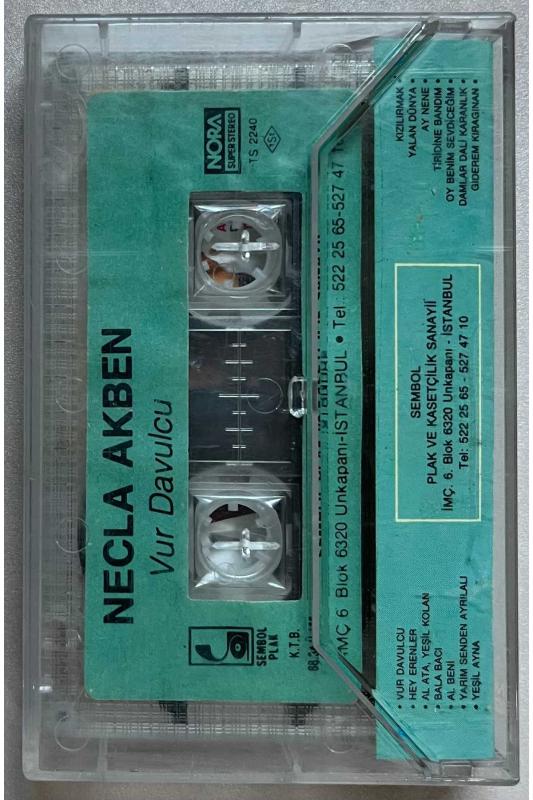 NECLA AKBEN
Vur Davulcu
NORA
SUPER STEREO
TS 2240
TSE
SEMBOL
PLAK
K.T.B.
İMÇ 6 Blok 6320 Unkapanı-İSTANBUL • Tel: 522 25 65-527 47 10
• VUR DAVULCU
• HEY ERENLER
• AL ATA, YEŞİL KOLAN
• BALA BACI
• AL BENİ
• YARIM SENDEN AYRILALI
• YEŞİL AYNA
SEMBOL
PLAK VE KASETÇİLİK SANAYİİ
İMÇ. 6. Blok 6320 Unkapanı - İSTANBUL
Tel: 522 25 65 - 527 47 10
KIZILIRMAK •
YALAN DÜNYA •
AY NENE •
TİRİDİNE BANDIM •
OY BENİM SEVDİCEĞİM •
DAMLAR DALI KARANLIK •
GİDEREM KIRAGINAN •